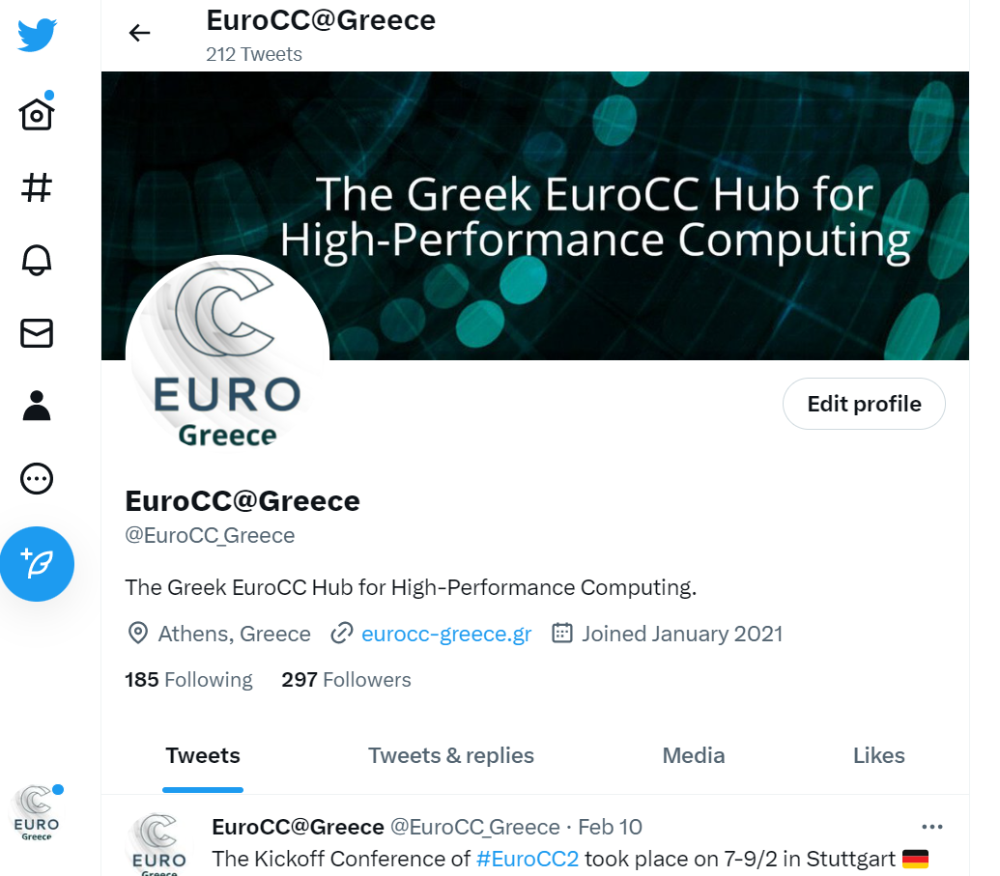 EuroCC@Greece
212 Tweets
The Greek EuroCC Hub for
High-Performance Computing
EURO
Greece
Edit profile
EuroCC@Greece
@EuroCC_Greece
The Greek EuroCC Hub for High-Performance Computing.
Athens, Greece eurocc-greece.gr Joined January 2021
185 Following 297 Followers
Tweets Tweets & replies Media Likes
EURO
Greece
EuroCC@Greece @EuroCC_Greece · Feb 10
The Kickoff Conference of #EuroCC2 took place on 7-9/2 in Stuttgart 🇩🇪
EURO
Greece